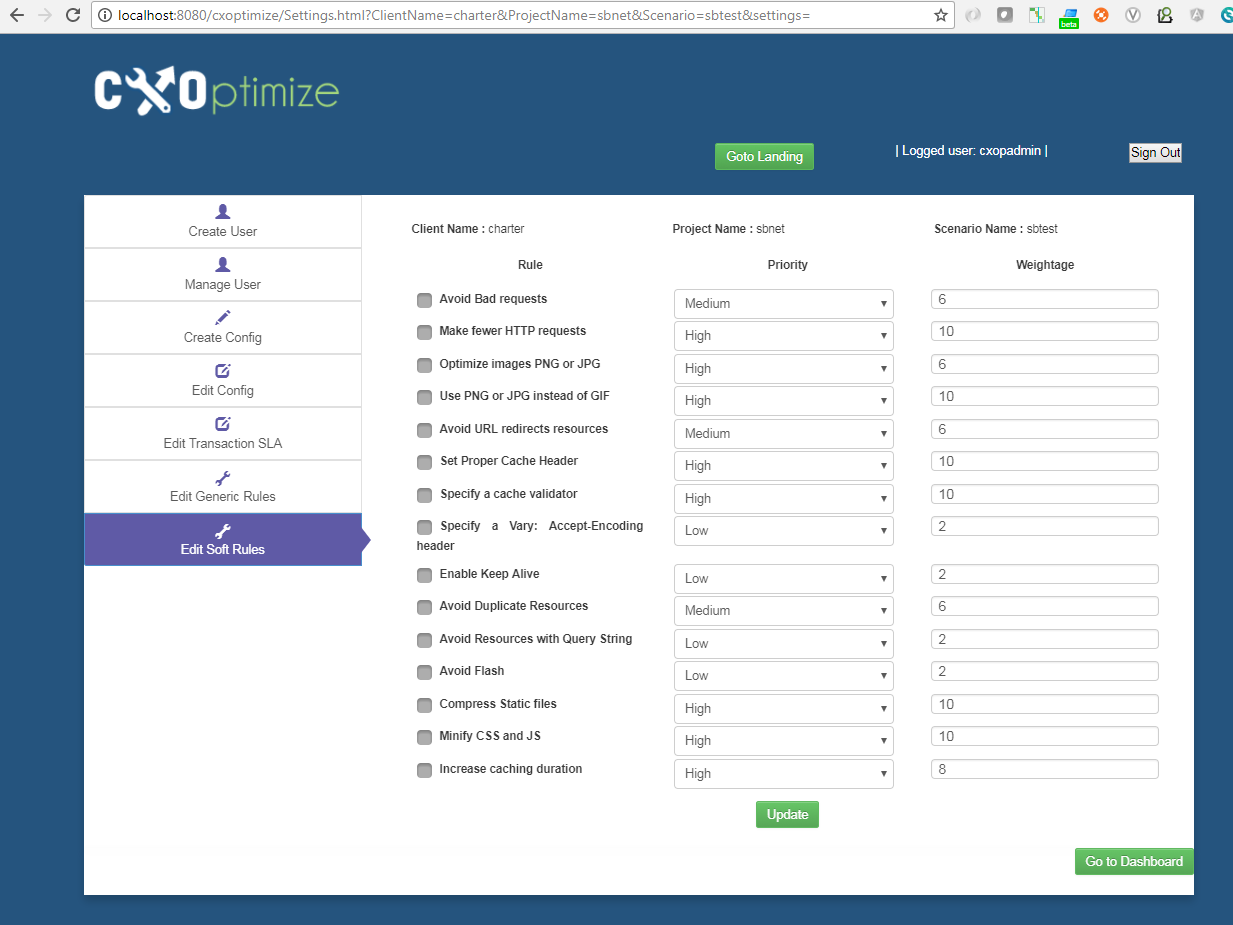 localhost:8080/cxoptimize/Settings.html?ClientName=charter&ProjectName=sbnet&Scenario=sbtest&settings=
beta
CXOptimize
Goto Landing | Logged user: cxopadmin | Sign Out
Create User
Manage User
Create Config
Edit Config
Edit Transaction SLA
Edit Generic Rules
Edit Soft Rules
Client Name : charter Project Name : sbnet Scenario Name : sbtest
Rule Priority Weightage
Avoid Bad requests Medium 6
Make fewer HTTP requests High 10
Optimize images PNG or JPG High 6
Use PNG or JPG instead of GIF High 10
Avoid URL redirects resources Medium 6
Set Proper Cache Header High 10
Specify a cache validator High 10
Specify a Vary: Accept-Encoding Low 2
header
Enable Keep Alive Low 2
Avoid Duplicate Resources Medium 6
Avoid Resources with Query String Low 2
Avoid Flash Low 2
Compress Static files High 10
Minify CSS and JS High 10
Increase caching duration High 8
Update
Go to Dashboard